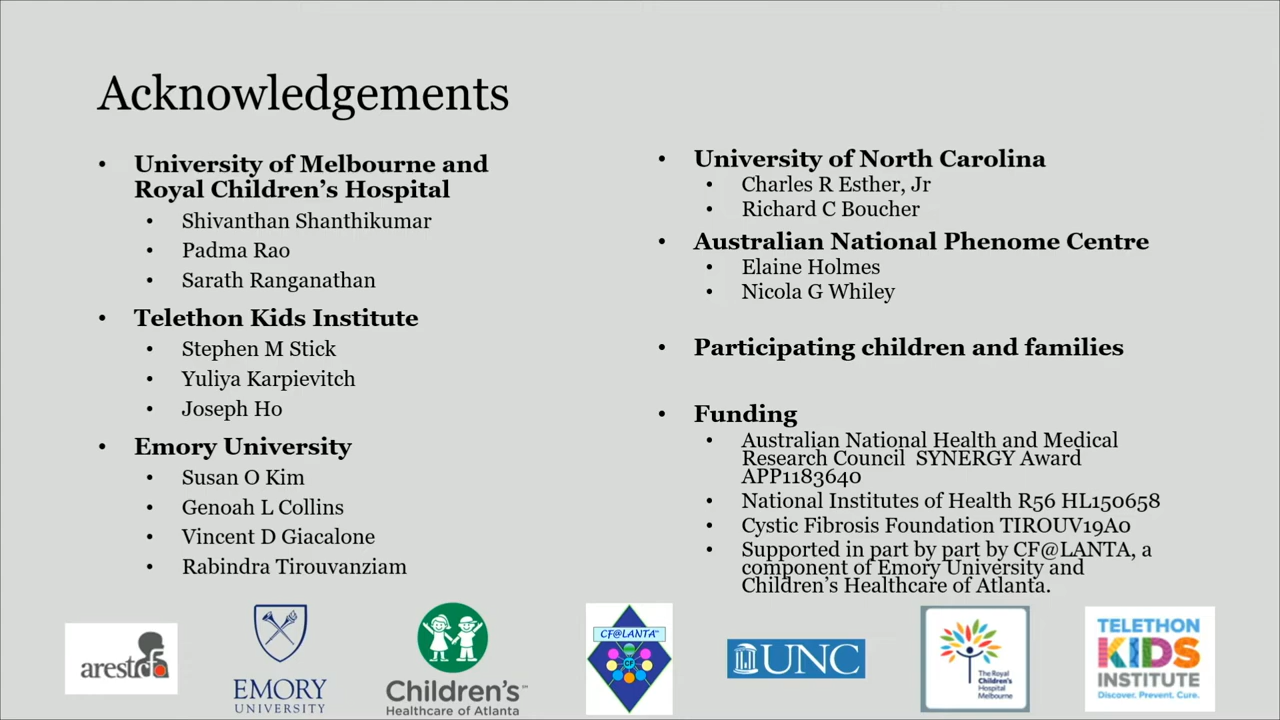 Acknowledgements
• University of Melbourne and
Royal Children's Hospital
• Shivanthan Shanthikumar
• Padma Rao
• Sarath Ranganathan
• Telethon Kids Institute
• Stephen M Stick
• Yuliya Karpievitch
• Joseph Ho
• Emory University
• Susan O Kim
• Genoah L Collins
• Vincent D Giacalone
• Rabindra Tirouvanziam
• University of North Carolina
• Charles R Esther, Jr
• Richard C Boucher
• Australian National Phenome Centre
• Elaine Holmes
• Nicola G Whiley
• Participating children and families
• Funding
• Australian National Health and Medical
Research Council SYNERGY Award
APP1183640
• National Institutes of Health R56 HL150658
• Cystic Fibrosis Foundation TIROUV19A0
• Supported in part by part by CF@LANTA, a
component of Emory University and
Children's Healthcare of Atlanta.
arestcf
EMORY
UNIVERSITY
Children's™
Healthcare of Atlanta
CF@LANTA™
CF
UNC
The Royal
Children's
Hospital
Melbourne
TELETHON
KIDS
INSTITUTE
Discover. Prevent. Cure.